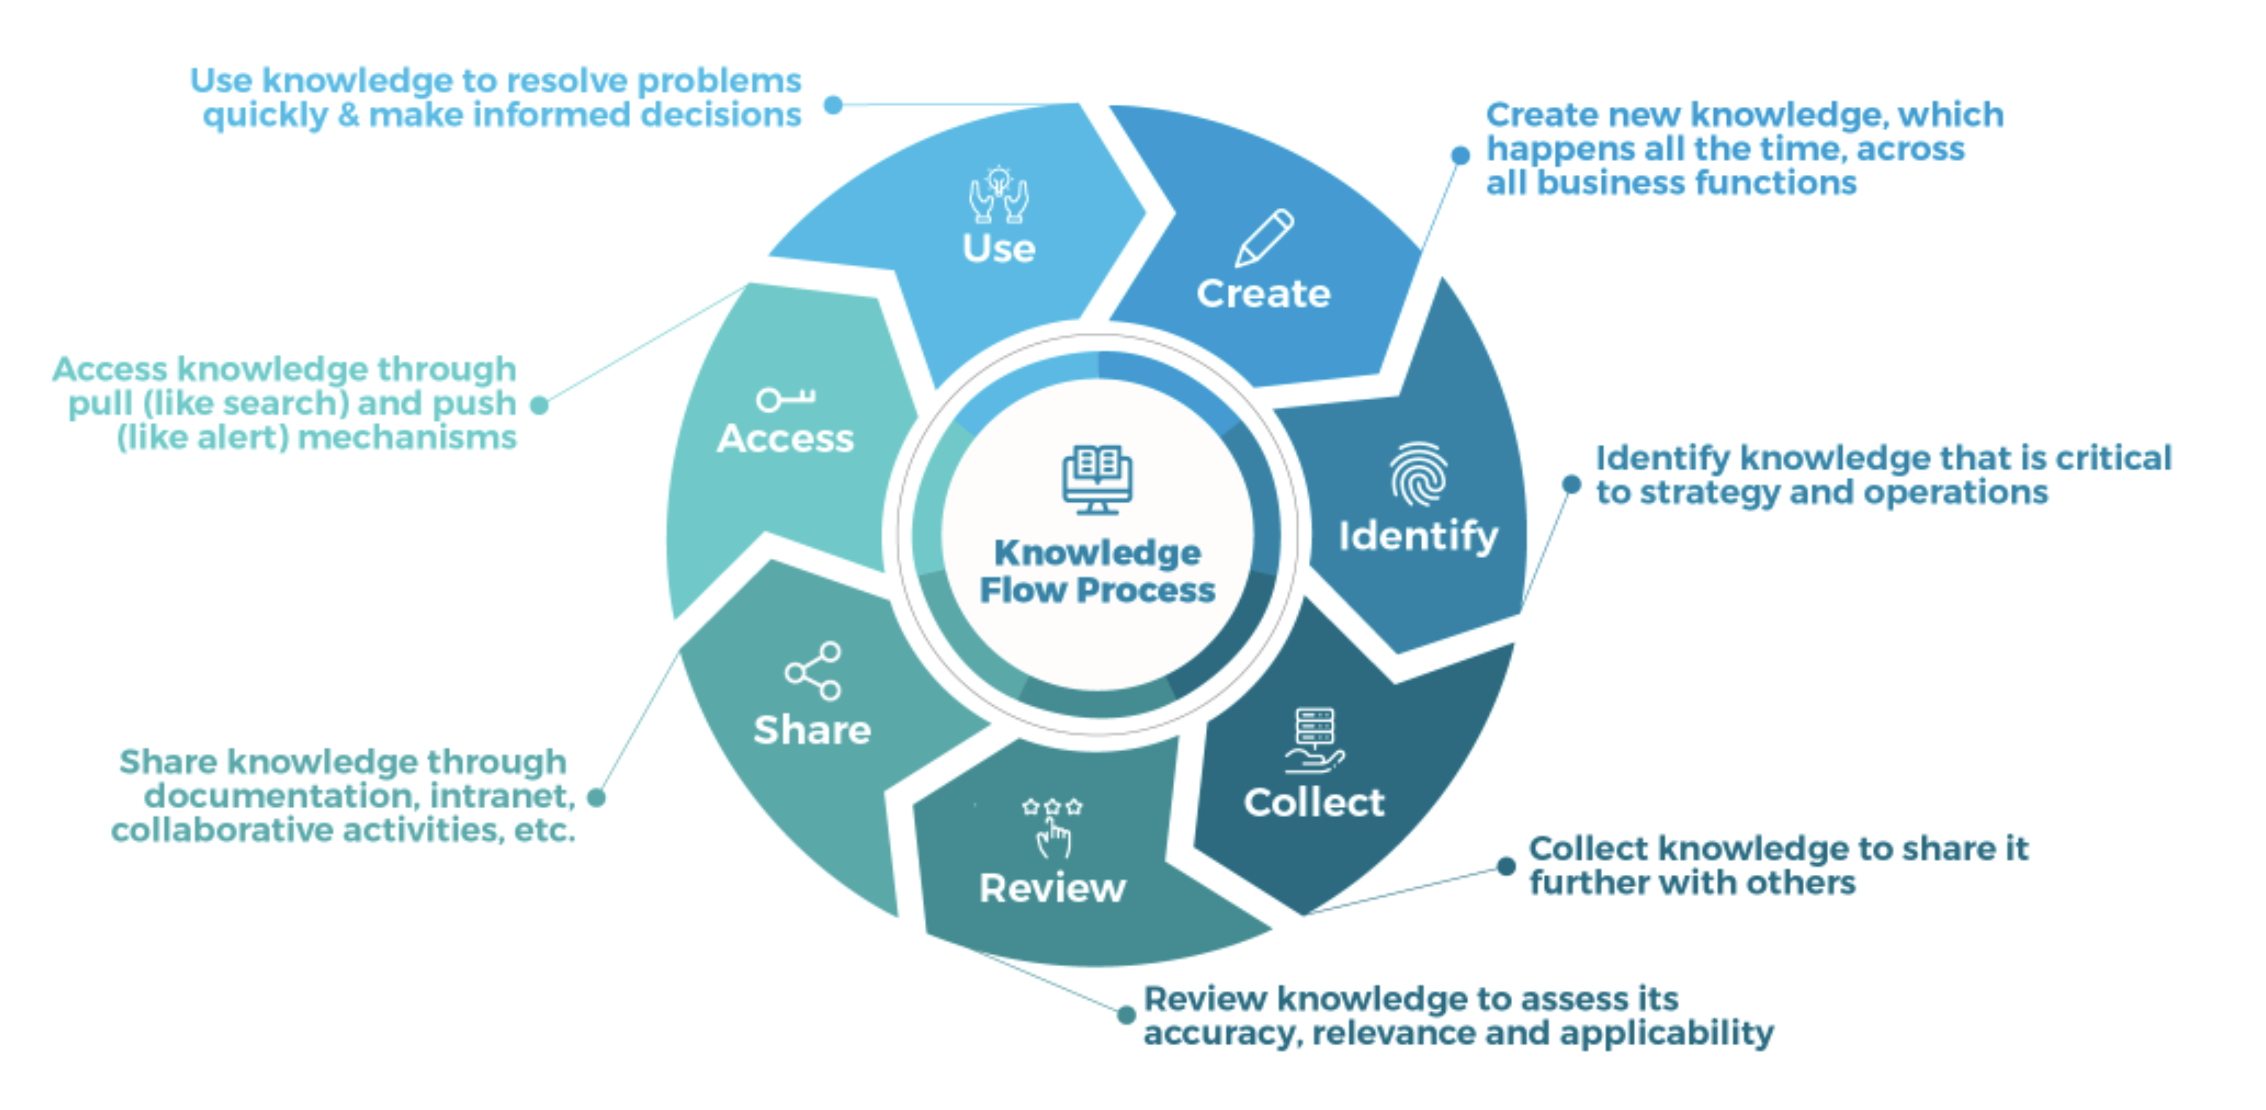 Use knowledge to resolve problems
quickly & make informed decisions
Create new knowledge, which
happens all the time, across
all business functions
Use
Create
Access knowledge through
pull (like search) and push
(like alert) mechanisms
Access
Identify knowledge that is critical
to strategy and operations
Identify
Knowledge
Flow Process
Share
Share knowledge through
documentation, intranet,
collaborative activities, etc.
Collect
Collect knowledge to share it
further with others
Review
Review knowledge to assess its
accuracy, relevance and applicability